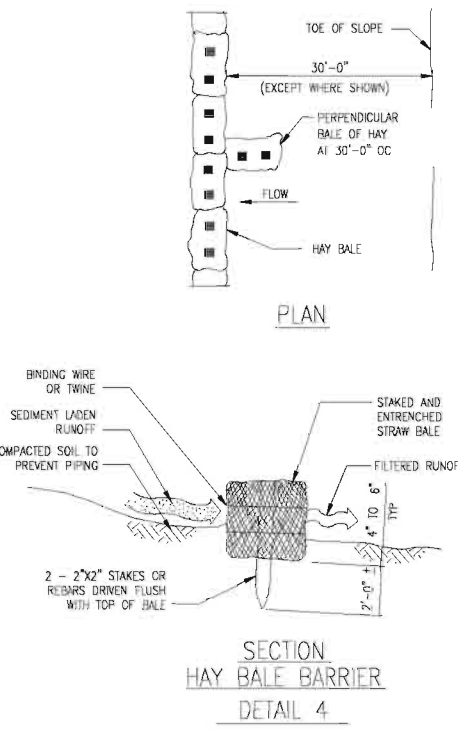 TOE OF SLOPE
30'-0"
(EXCEPT WHERE SHOWN)
PERPENDICULAR
BALE OF HAY
AT 30'-0" OC
FLOW
HAY BALE
PLAN
BINDING WIRE
OR TWINE
SEDIMENT LADEN
RUNOFF
OMPACTED SOIL TO
PREVENT PIPING
STAKED AND
ENTRENCHED
STRAW BALE
FILTERED RUNOF
4" TO 6"
TYP
2'-0" ±
2 - 2"X2" STAKES OR
REBARS DRIVEN FLUSH
WITH TOP OF BALE
SECTION
HAY BALE BARRIER
DETAIL 4